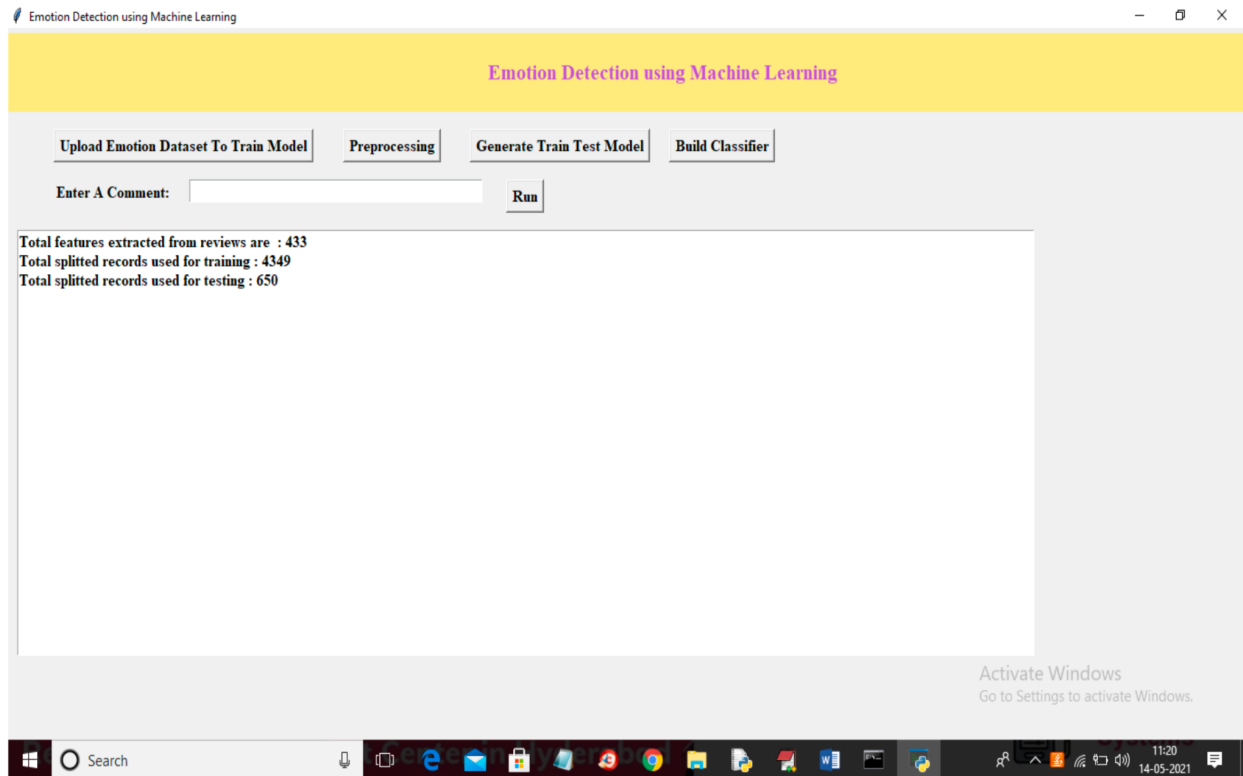 Emotion Detection using Machine Learning
Emotion Detection using Machine Learning
Upload Emotion Dataset To Train Model Preprocessing Generate Train Test Model Build Classifier
Enter A Comment: Run
Total features extracted from reviews are : 433
Total splitted records used for training : 4349
Total splitted records used for testing : 650
Activate Windows
Go to Settings to activate Windows.
Search
11:20
14-05-2021